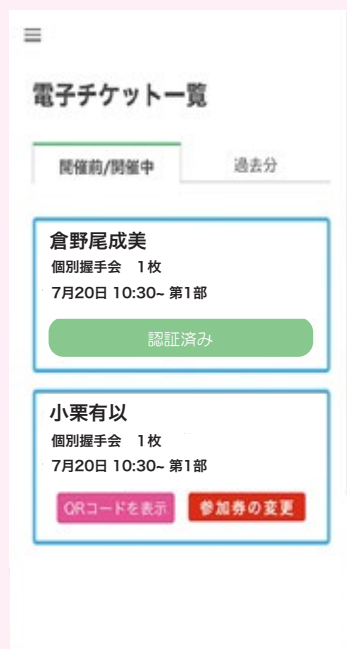 電子チケット一覧
開催前/開催中
過去分
倉野尾成美
個別握手会　1枚
7月20日 10:30~ 第1部
認証済み
小栗有以
個別握手会　1枚
7月20日 10:30~ 第1部
QRコードを表示
参加券の変更